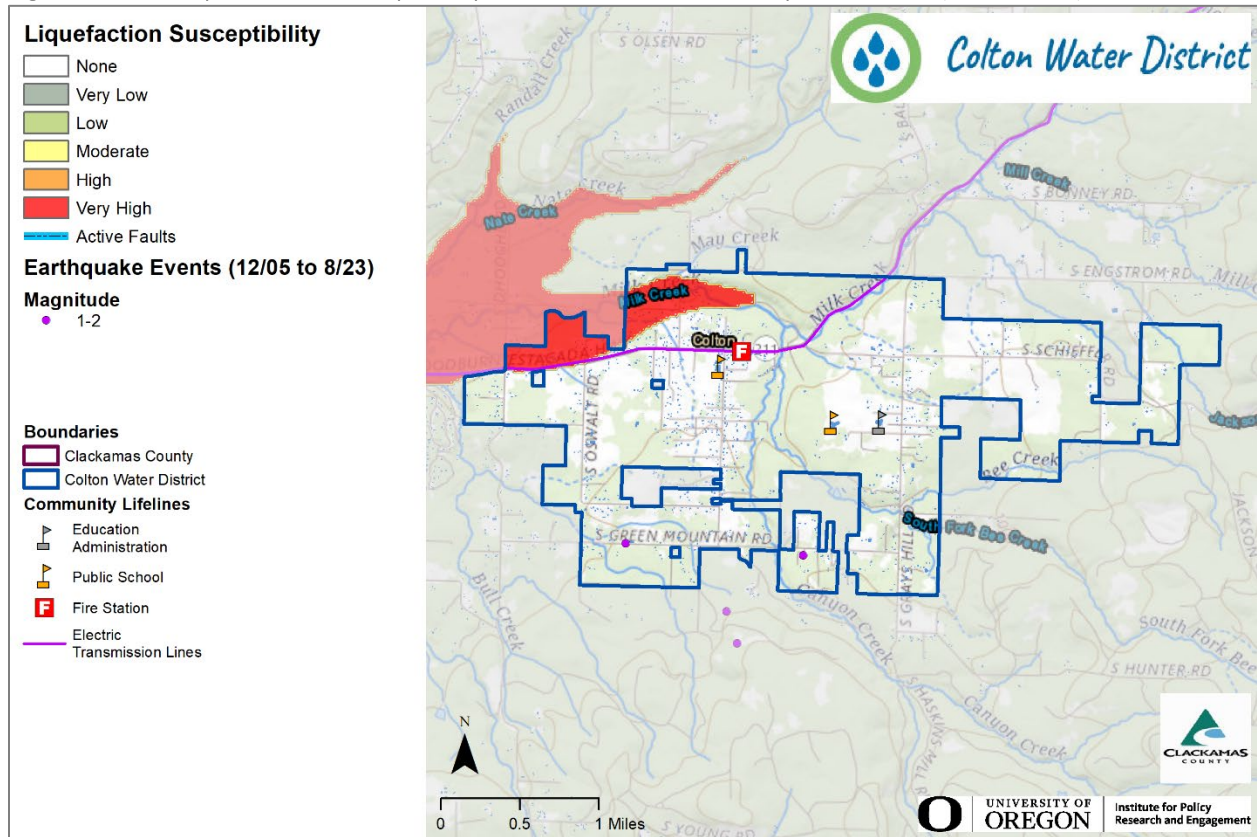 Liquefaction Susceptibility
None
Very Low
Low
Moderate
High
Very High
Active Faults
Earthquake Events (12/05 to 8/23)
Magnitude
1-2
Boundaries
Clackamas County
Colton Water District
Community Lifelines
Education
Administration
Public School
F Fire Station
Electric
Transmission Lines
Colton Water District
S OLSEN RD
Randall Creek
Mill Creek
S BONNEY RD
Nate Creek
Nate Creek
May Creek
S ENGSTROM RD
Milk Creek
Milk Creek
Colton
F
211
S SCHIEFFER RD
S OSWALT RD
Bee Creek
South Fork Bee Creek
S GREEN MOUNTAIN RD
S GRAYS HILL
JACKSON
Bull Creek
Canyon Creek
South Fork Bee
S HUNTER RD
S HASKINS MILL R
Canyon Creek
S YOUNG RD
N
0 0.5 1 Miles
CLACKAMAS
COUNTY
O UNIVERSITY OF
OREGON
Institute for Policy
Research and Engagement